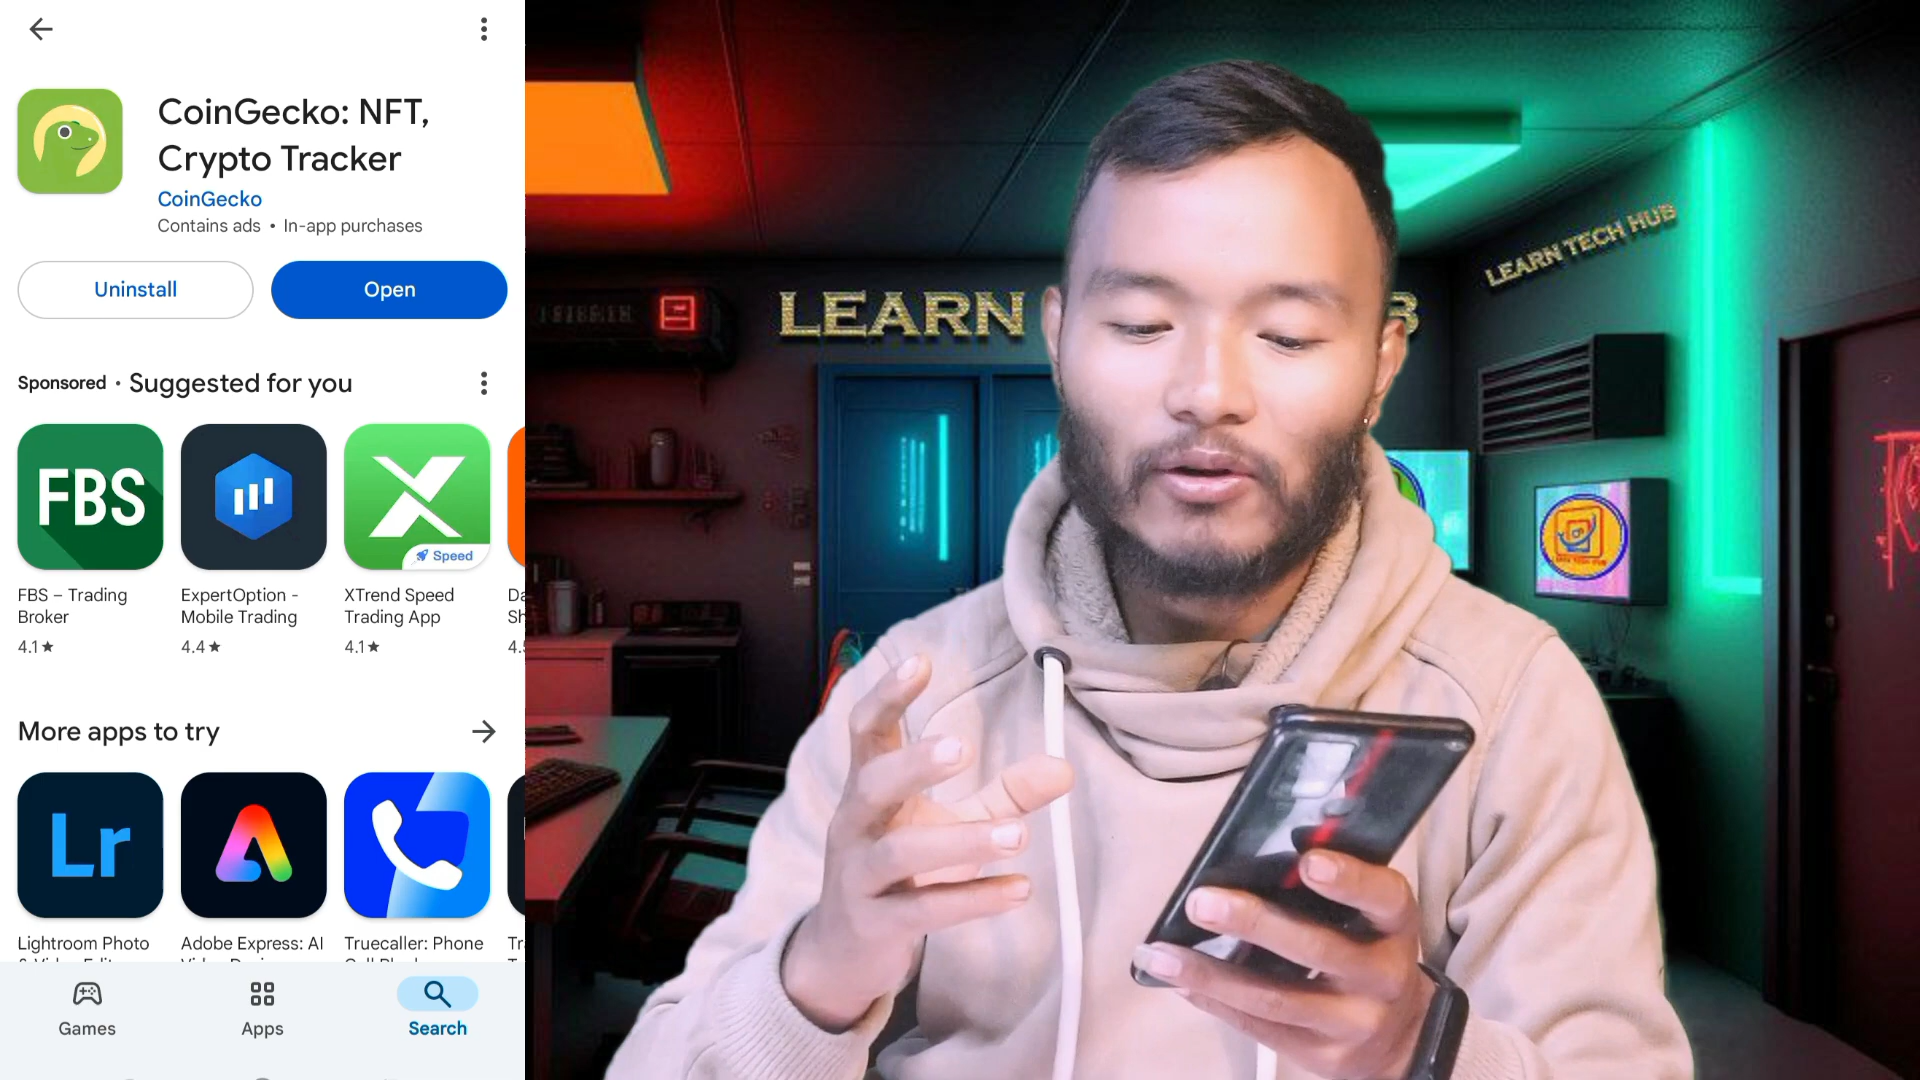 CoinGecko: NFT,
Crypto Tracker
CoinGecko
Contains ads • In-app purchases
Uninstall
Open
Sponsored • Suggested for you
FBS
Speed
FBS – Trading
Broker
4.1★
ExpertOption -
Mobile Trading
4.4★
XTrend Speed
Trading App
4.1★
More apps to try
Lr
Lightroom Photo
Adobe Express: AI
Truecaller: Phone
Games
Apps
Search
LEARN
B
LEARN TECH HUB